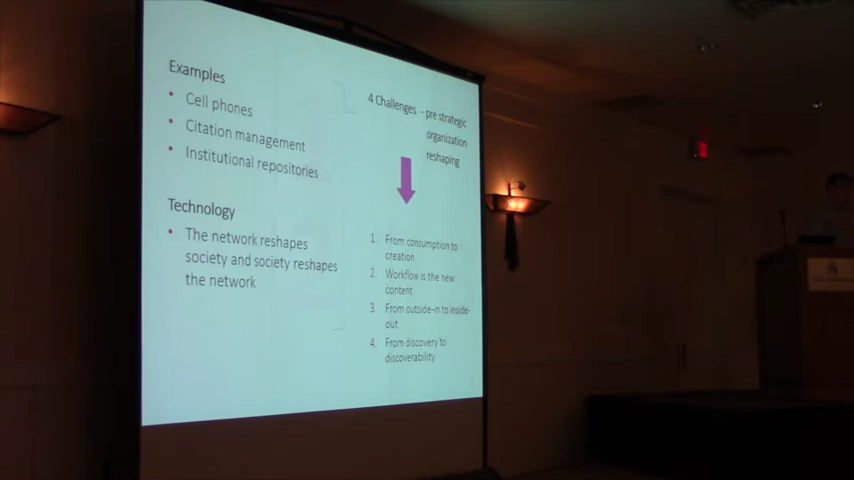 Examples
• Cell phones
• Citation management
• Institutional repositories
Technology
• The network reshapes
society and society reshapes
the network
4 Challenges - pre strategic
organization
reshaping
1. From consumption to
creation
2. Workflow is the new
content
3. From outside-in to inside-
out
4. From discovery to
discoverability